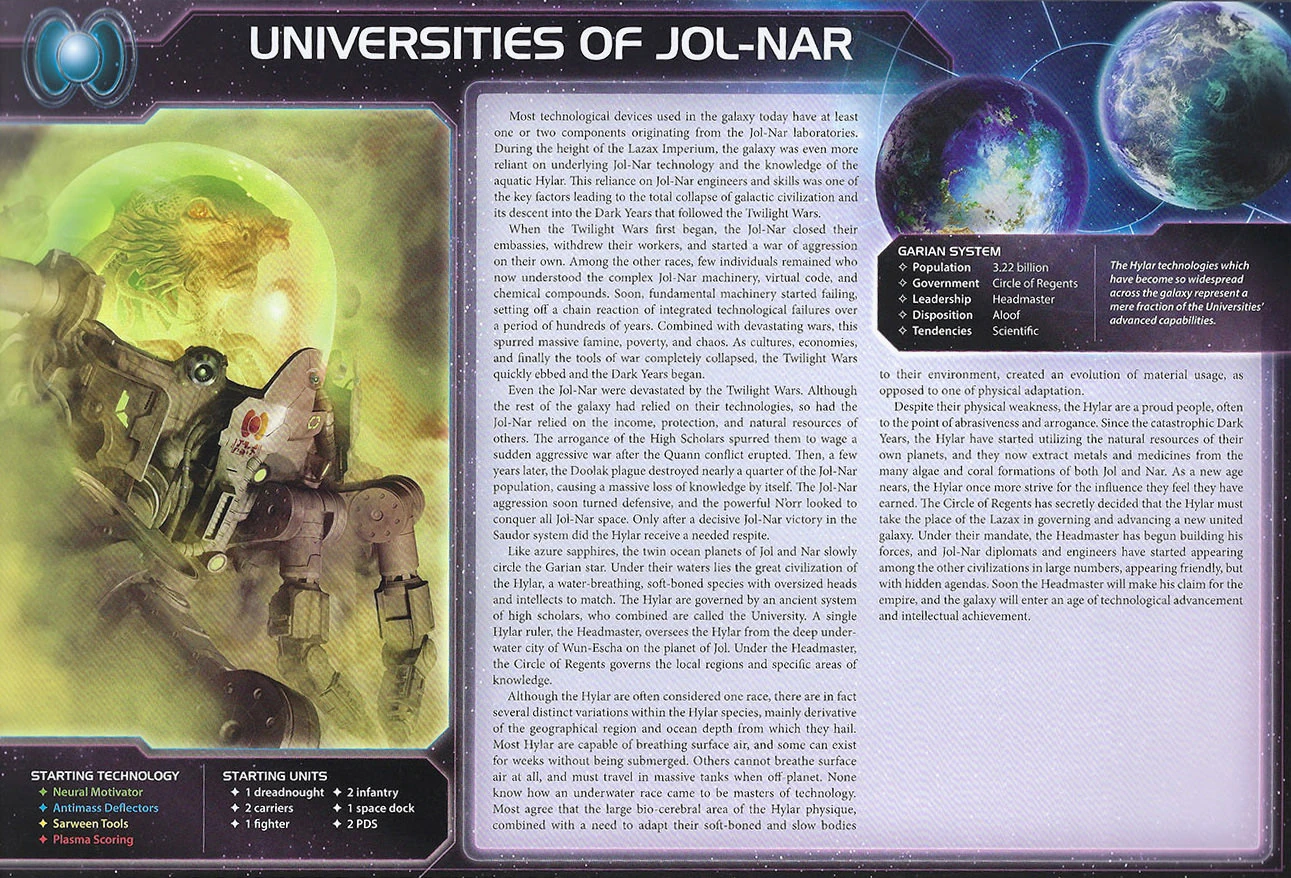 UNIVERSITIES OF JOL-NAR
Most technological devices used in the galaxy today have at least
one or two components originating from the Jol-Nar laboratories.
During the height of the Lazax Imperium, the galaxy was even more
reliant on underlying Jol-Nar technology and the knowledge of the
aquatic Hylar. This reliance on Jol-Nar engineers and skills was one of
the key factors leading to the total collapse of galactic civilization and
its descent into the Dark Years that followed the Twilight Wars.
When the Twilight Wars first began, the Jol-Nar closed their
embassies, withdrew their workers, and started a war of aggression
on their own. Among the other races, few individuals remained who
now understood the complex Jol-Nar machinery, virtual code, and
chemical compounds. Soon, fundamental machinery started failing,
setting off a chain reaction of integrated technological failures over
a period of hundreds of years. Combined with devastating wars, this
spurred massive famine, poverty, and chaos. As cultures, economies,
and finally the tools of war completely collapsed, the Twilight Wars
quickly ebbed and the Dark Years began.
Even the Jol-Nar were devastated by the Twilight Wars. Although
the rest of the galaxy had relied on their technologies, so had the
Jol-Nar relied on the income, protection, and natural resources of
others. The arrogance of the High Scholars spurred them to wage a
sudden aggressive war after the Quann conflict erupted. Then, a few
years later, the Doolak plague destroyed nearly a quarter of the Jol-Nar
population, causing a massive loss of knowledge by itself. The Jol-Nar
aggression soon turned defensive, and the powerful N'orr looked to
conquer all Jol-Nar space. Only after a decisive Jol-Nar victory in the
Saudor system did the Hylar receive a needed respite.
Like azure sapphires, the twin ocean planets of Jol and Nar slowly
circle the Garian star. Under their waters lies the great civilization of
the Hylar, a water-breathing, soft-boned species with oversized heads
and intellects to match. The Hylar are governed by an ancient system
of high scholars, who combined are called the University. A single
Hylar ruler, the Headmaster, oversees the Hylar from the deep under-
water city of Wun-Escha on the planet of Jol. Under the Headmaster,
the Circle of Regents governs the local regions and specific areas of
knowledge.
Although the Hylar are often considered one race, there are in fact
several distinct variations within the Hylar species, mainly derivative
of the geographical region and ocean depth from which they hail.
Most Hylar are capable of breathing surface air, and some can exist
for weeks without being submerged. Others cannot breathe surface
air at all, and must travel in massive tanks when off-planet. None
know how an underwater race came to be masters of technology.
Most agree that the large bio-cerebral area of the Hylar physique,
combined with a need to adapt their soft-boned and slow bodies
GARIAN SYSTEM
Population 3.22 billion
Government Circle of Regents
Leadership Headmaster
Disposition Aloof
Tendencies Scientific
The Hylar technologies which
have become so widespread
across the galaxy represent a
mere fraction of the Universities'
advanced capabilities.
to their environment, created an evolution of material usage, as
opposed to one of physical adaptation.
Despite their physical weakness, the Hylar are a proud people, often
to the point of abrasiveness and arrogance. Since the catastrophic Dark
Years, the Hylar have started utilizing the natural resources of their
own planets, and they now extract metals and medicines from the
many algae and coral formations of both Jol and Nar. As a new age
nears, the Hylar once more strive for the influence they feel they have
earned. The Circle of Regents has secretly decided that the Hylar must
take the place of the Lazax in governing and advancing a new united
galaxy. Under their mandate, the Headmaster has begun building his
forces, and Jol-Nar diplomats and engineers have started appearing
among the other civilizations in large numbers, appearing friendly, but
with hidden agendas. Soon the Headmaster will make his claim for the
empire, and the galaxy will enter an age of technological advancement
and intellectual achievement.
STARTING TECHNOLOGY
Neural Motivator
Antimass Deflectors
Sarween Tools
Plasma Scoring
STARTING UNITS
1 dreadnought 2 infantry
2 carriers 1 space dock
1 fighter 2 PDS